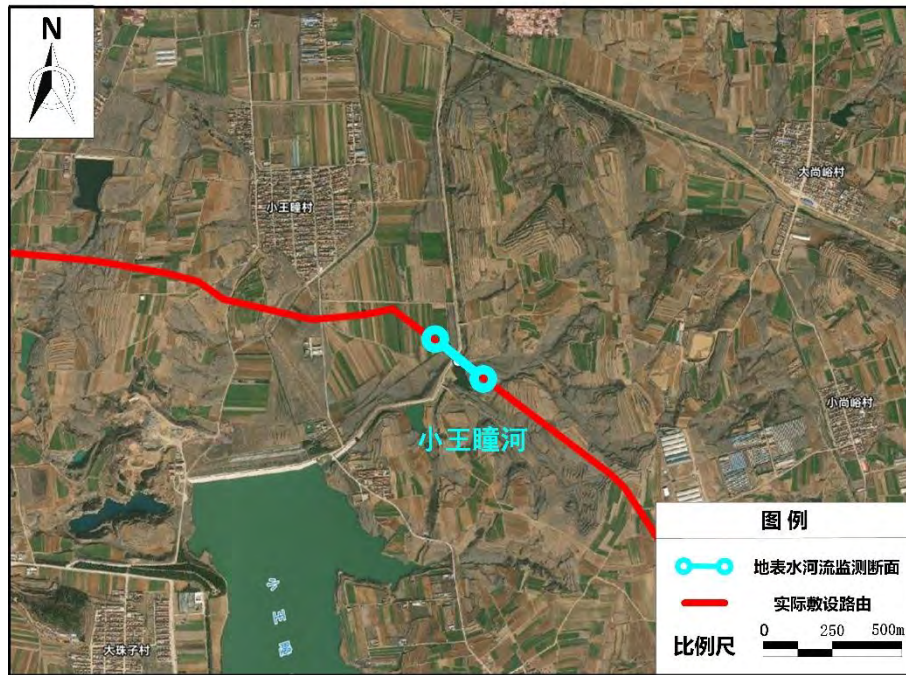 N
大尚峪村
小王疃村
小尚峪村
小王疃河
大珠子村
图 例
地表水河流监测断面
实际敷设路由
比例尺
0 250 500m